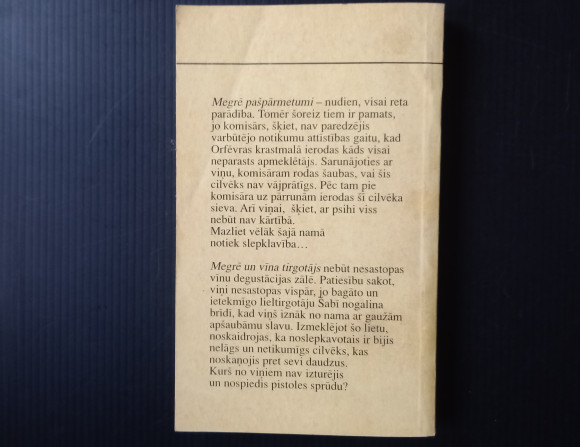 Megrē pašpārmetumi – nudien, visai reta
parādība. Tomēr šoreiz tiem ir pamats,
jo komisārs, šķiet, nav paredzējis
varbūtējo notikumu attīstības gaitu, kad
Orfēvras krastmalā ierodas kāds visai
neparasts apmeklētājs. Sarunājoties ar
viņu, komisāram rodas šaubas, vai šis
cilvēks nav vājprātīgs. Pēc tam pie
komisāra uz pārrunām ierodas šī cilvēka
sieva. Arī viņai, šķiet, ar psihi viss
nebūt nav kārtībā.
Mazliet vēlāk šajā namā
notiek slepkavība…
Megrē un vīna tirgotājs nebūt nesastopas
vīnu degustācijas zālē. Patiesību sakot,
viņi nesastopas vispār, jo bagāto un
ietekmīgo lieltirgotāju Šabī nogalina
brīdī, kad viņš iznāk no nama ar gaužām
apšaubāmu slavu. Izmeklējot šo lietu,
noskaidrojas, ka noslepkavotais ir bijis
nelāgs un netikumīgs cilvēks, kas
noskaņojis pret sevi daudzus.
Kurš no viņiem nav izturējis
un nospiedis pistoles sprūdu?